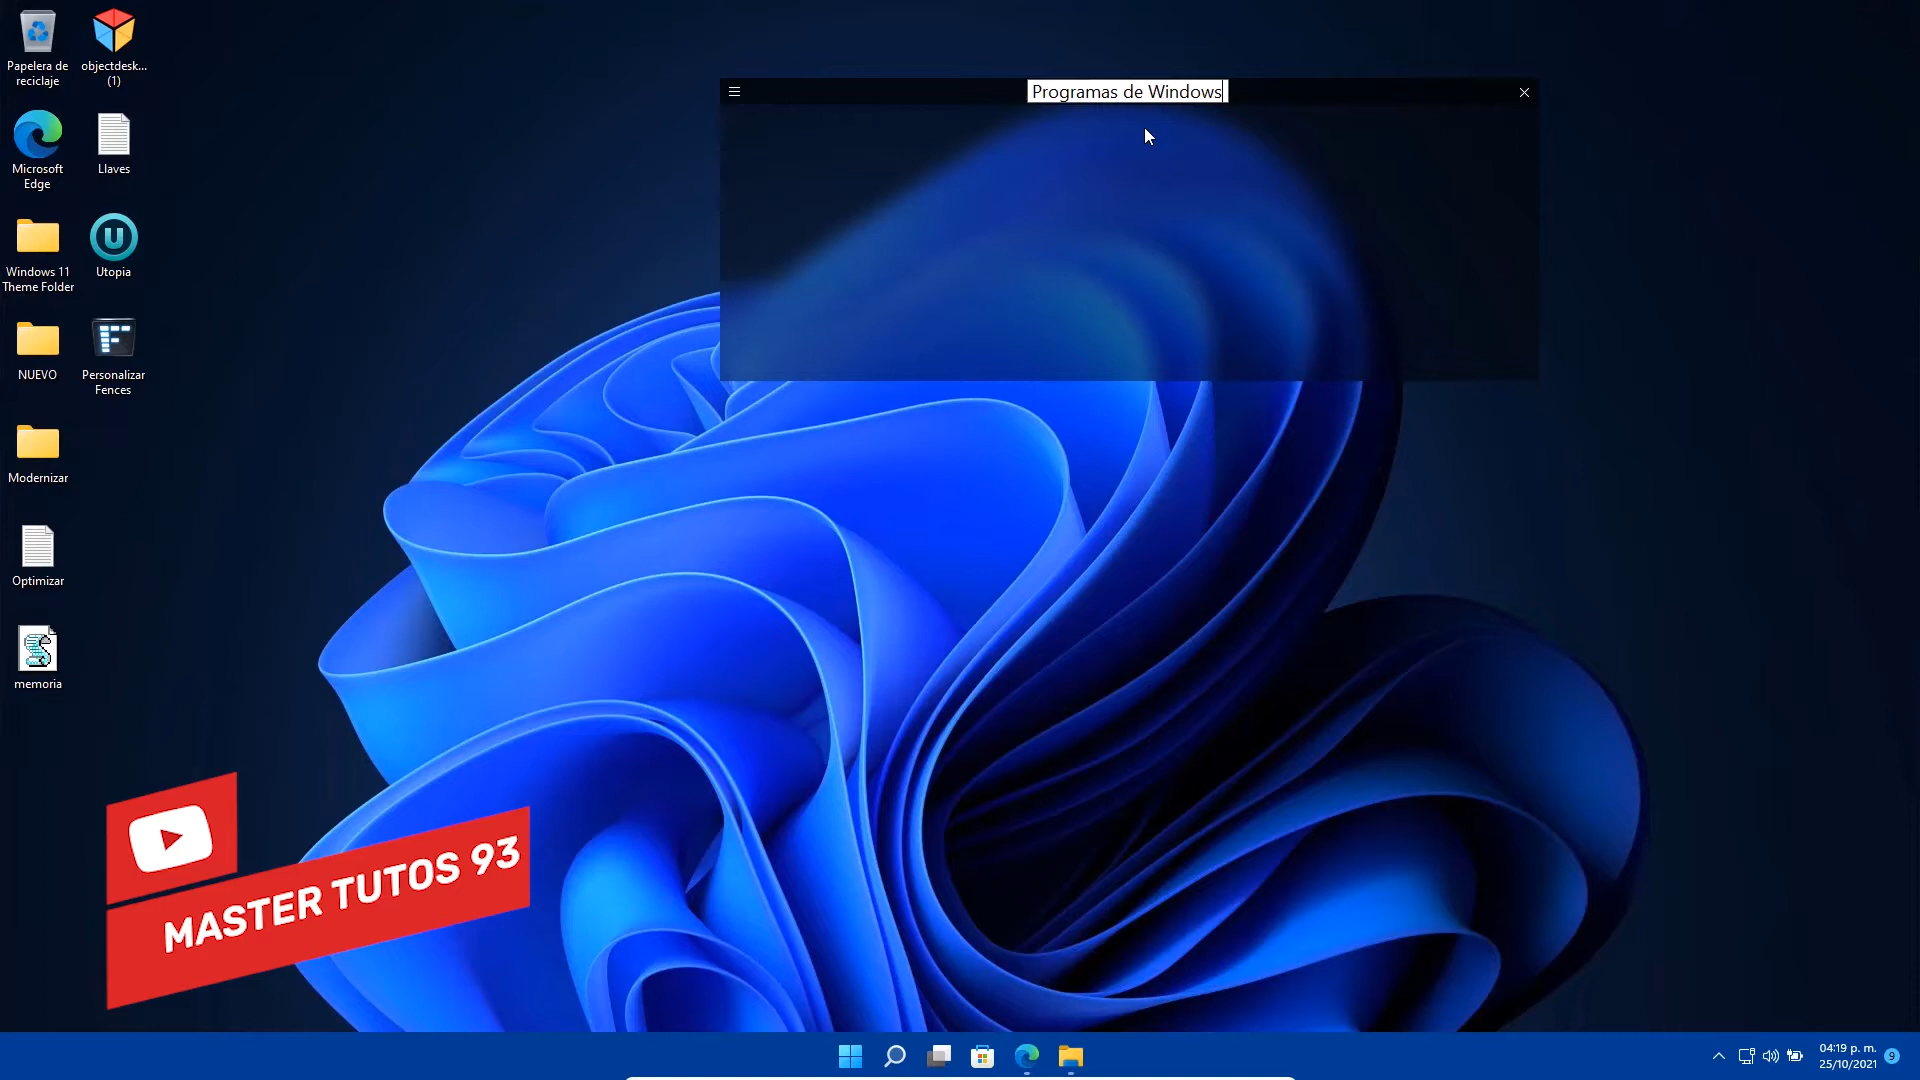 Papelera de
reciclaje
objectdesk...
(1)
Programas de Windows
Microsoft
Edge
Llaves
Windows 11
Theme Folder
U
Utopia
NUEVO
F
Personalizar
Fences
Modernizar
Optimizar
memoria
MASTER TUTOS 93
04:19 p. m.
25/10/2021
9